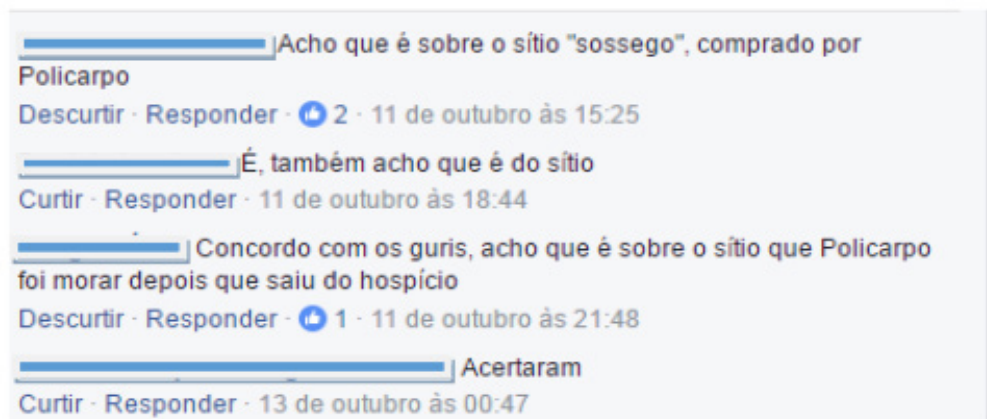 Acho que é sobre o sítio "sossego", comprado por
Policarpo
Descurtir · Responder · 2 · 11 de outubro às 15:25
É, também acho que é do sítio
Curtir · Responder · 11 de outubro às 18:44
Concordo com os guris, acho que é sobre o sítio que Policarpo
foi morar depois que saiu do hospício
Descurtir · Responder · 1 · 11 de outubro às 21:48
Acertaram
Curtir · Responder · 13 de outubro às 00:47